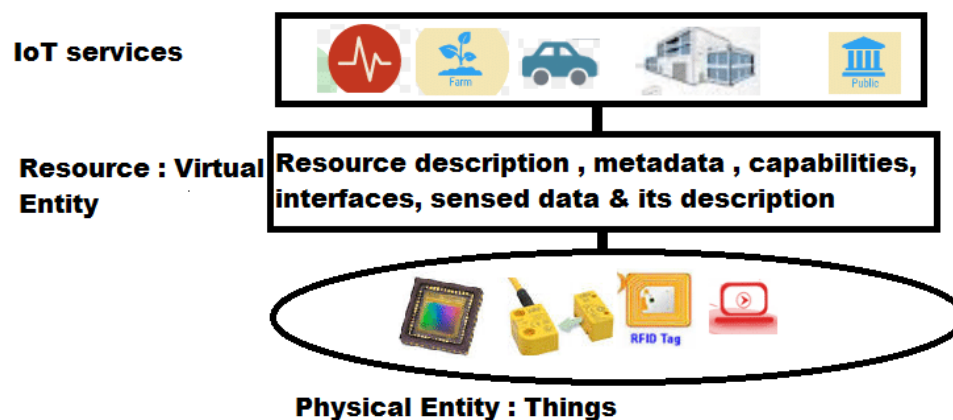 IoT services
Farm
Public
Resource : Virtual
Entity
Resource description , metadata , capabilities,
interfaces, sensed data & its description
RFID Tag
Physical Entity : Things